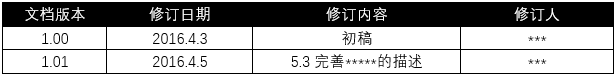 文档版本 修订日期 修订内容 修订人
1.00 2016.4.3 初稿 ***
1.01 2016.4.5 5.3 完善*****的描述 ***